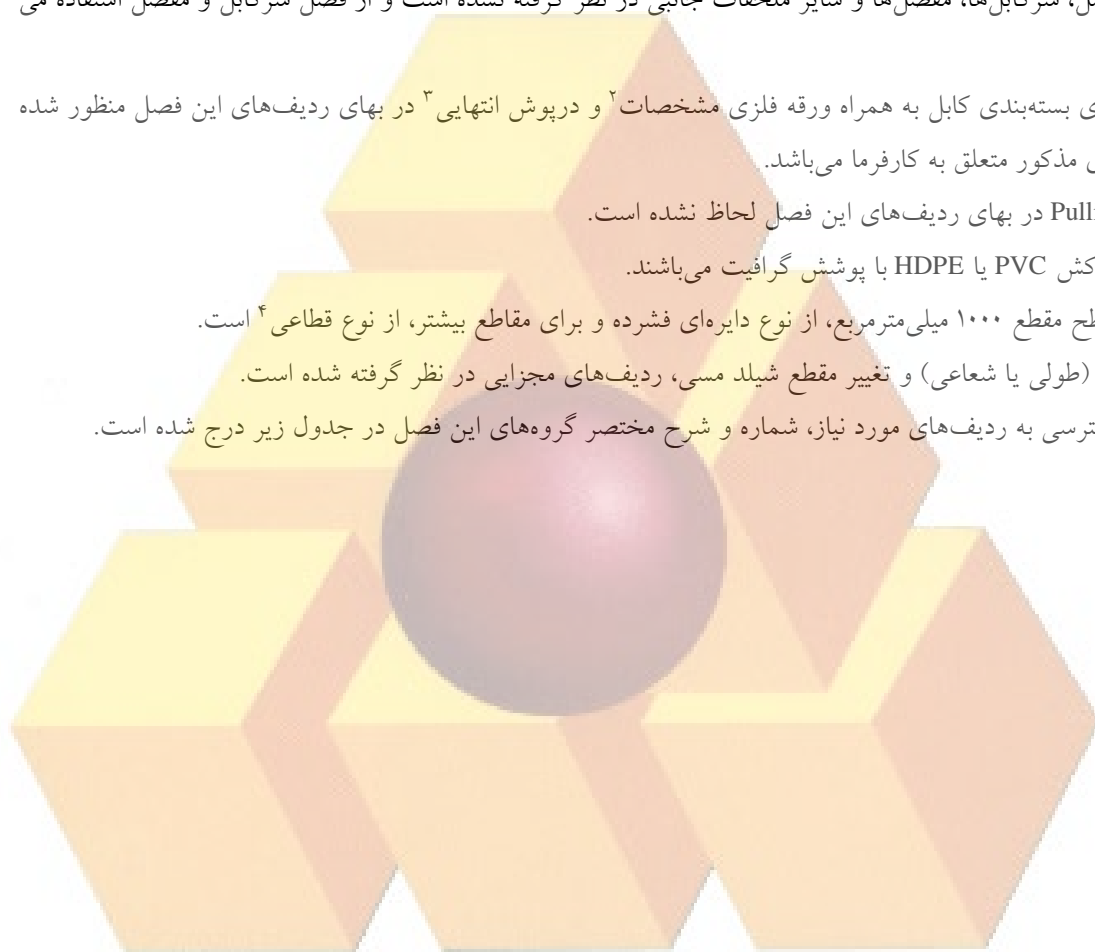 سرکابل‌ها، مفصل‌ها و سایر ملحقات جانبی در نظر گرفته نشده است و از فصل سرکابل و مفصل استفاده می
بسته‌بندی کابل به همراه ورقه فلزی مشخصات۲ و درپوش انتهایی۳ در بهای ردیف‌های این فصل منظور شده
مذکور متعلق به کارفرما می‌باشد.
در بهای ردیف‌های این فصل لحاظ نشده است.
PVC یا HDPE با پوشش گرافیت می‌باشند.
مقطع ۱۰۰۰ میلی‌مترمربع، از نوع دایره‌ای فشرده و برای مقاطع بیشتر، از نوع قطاعی۴ است.
(طولی یا شعاعی) و تغییر مقطع شیلد مسی، ردیف‌های مجزایی در نظر گرفته شده است.
به ردیف‌های مورد نیاز، شماره و شرح مختصر گروه‌های این فصل در جدول زیر درج شده است.